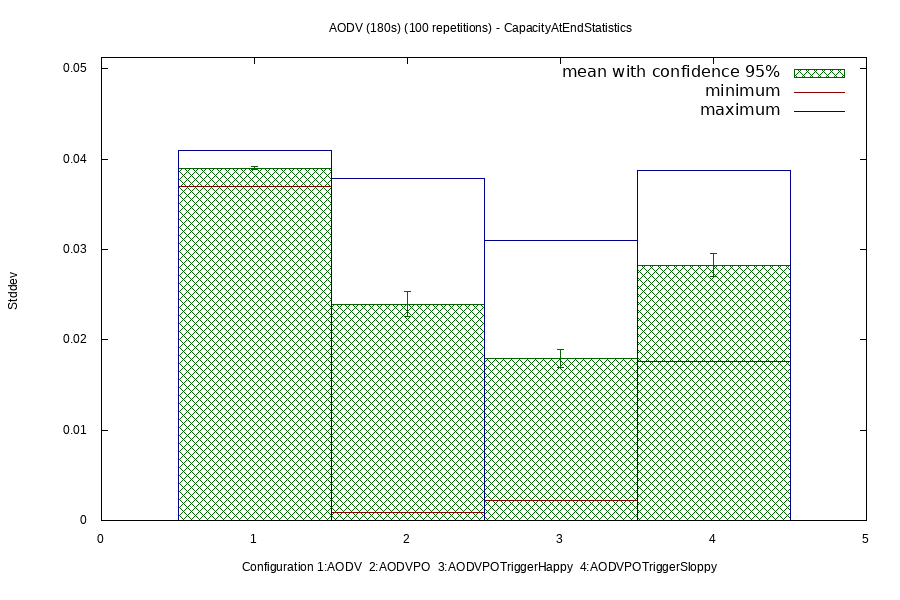 AODV (180s) (100 repetitions) - CapacityAtEndStatistics
mean with confidence 95%
minimum
maximum
0.05
0.04
0.03
0.02
0.01
0
Stddev
0 1 2 3 4 5
Configuration 1:AODV 2:AODVPO 3:AODVPOTriggerHappy 4:AODVPOTriggerSloppy